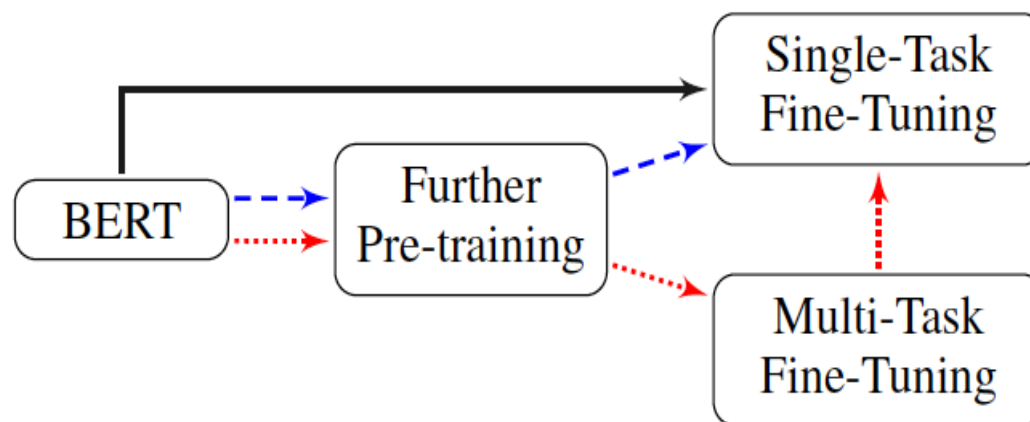 Single-Task
Fine-Tuning
BERT
Further
Pre-training
Multi-Task
Fine-Tuning